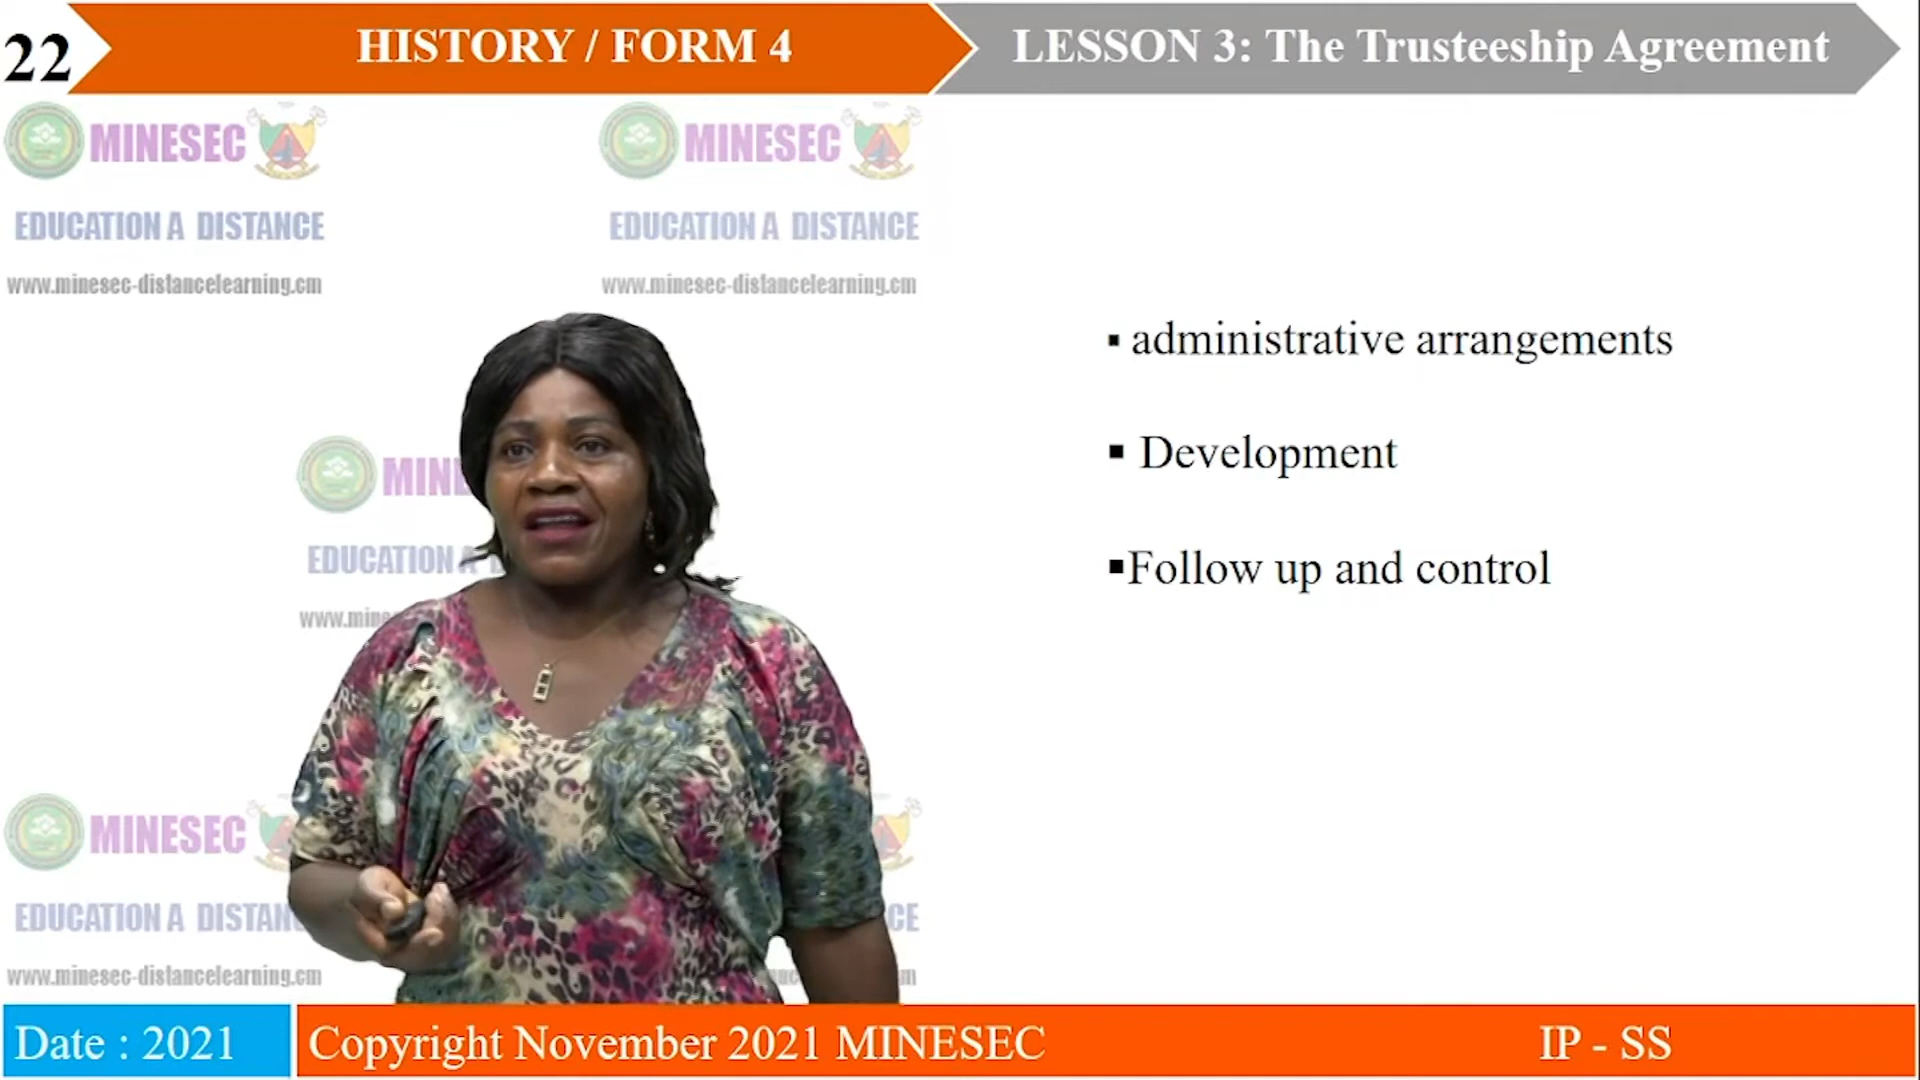 22
HISTORY / FORM 4
LESSON 3: The Trusteeship Agreement
MINESEC
MINESEC
EDUCATION A DISTANCE
EDUCATION A DISTANCE
www.minesec-distancelearning.cm
www.minesec-distancelearning.cm
▪ administrative arrangements
▪ Development
▪Follow up and control
EDUCATION
MINESEC
EDUCATION A
www.minesec-distancelearning.cm
Date : 2021
Copyright November 2021 MINESEC
IP - SS